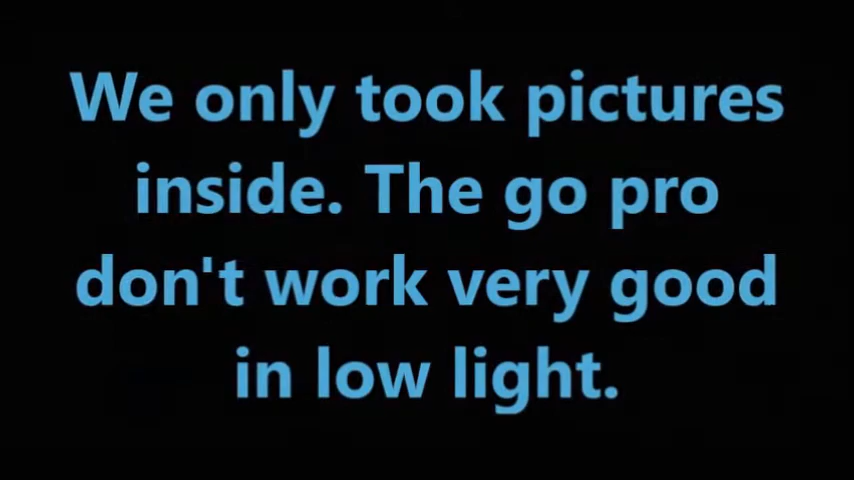 We only took pictures
inside. The go pro
don't work very good
in low light.